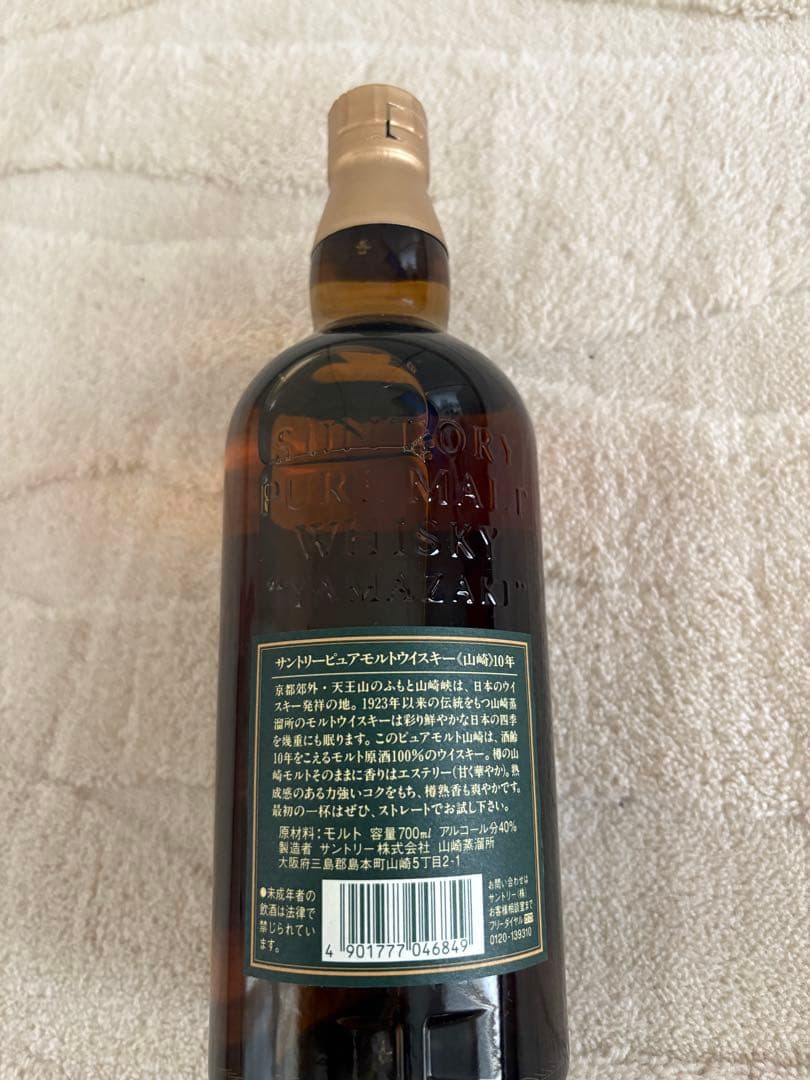 SUNTORY
PURE MALT
WHISKY
"YAMAZAKI"
サントリーピュアモルトウイスキー《山崎》10年
京都郊外・天王山のふもと山崎峡は、日本のウイ
スキー発祥の地。1923年以来の伝統をもつ山崎蒸
溜所のモルトウイスキーは彩り鮮やかな日本の四季
を幾重にも眠ります。このピュアモルト山崎は、酒齢
10年をこえるモルト原酒100%のウイスキー。樽の山
崎モルトそのままに香りはエステリー(甘く華やか)。熟
成感のある力強いコクをもち、樽熟香も爽やかです。
最初の一杯はぜひ、ストレートでお試し下さい。
原材料:モルト 容量700ml アルコール分40%
製造者 サントリー株式会社 山崎蒸溜所
大阪府三島郡島本町山崎5丁目2-1
●未成年者の
飲酒は法律で
禁じられてい
ます。
4 901777 046849
お問い合わせは
サントリー(株)
お客様相談室まで
フリーダイヤル
0120-139310